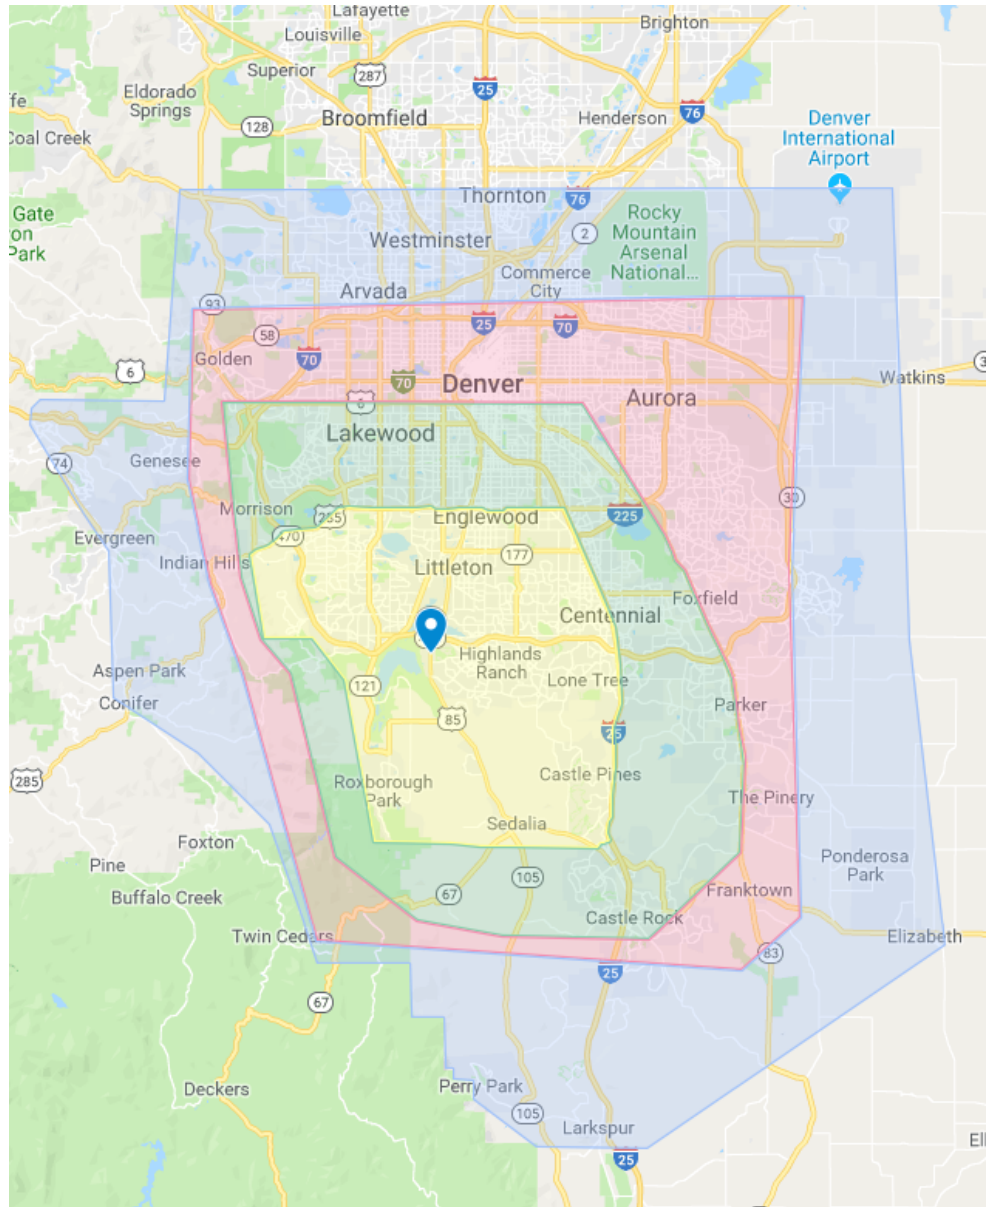 Lafayette
Brighton
Louisville
Superior
287
25
Eldorado
Springs
76
Denver
International
Airport
Broomfield
Henderson
128
Coal Creek
Thornton
76
Gate
on
Park
Rocky
Mountain
Arsenal
National...
Westminster
2
Commerce
City
Arvada
93
58
25
70
Golden
70
6
70
Denver
Watkins
Aurora
6
Lakewood
74
Genesee
30
Morrison
285
Englewood
225
Evergreen
470
177
Indian Hills
Littleton
Foxfield
Centennial
Highlands
Ranch
Aspen Park
121
Lone Tree
Conifer
Parker
85
25
285
Roxborough
Park
Castle Pines
The Pinery
Sedalia
Foxton
Pine
Ponderosa
Park
105
67
Franktown
Buffalo Creek
Castle Rock
Twin Cedars
Elizabeth
83
25
67
Deckers
Perry Park
105
Larkspur
25